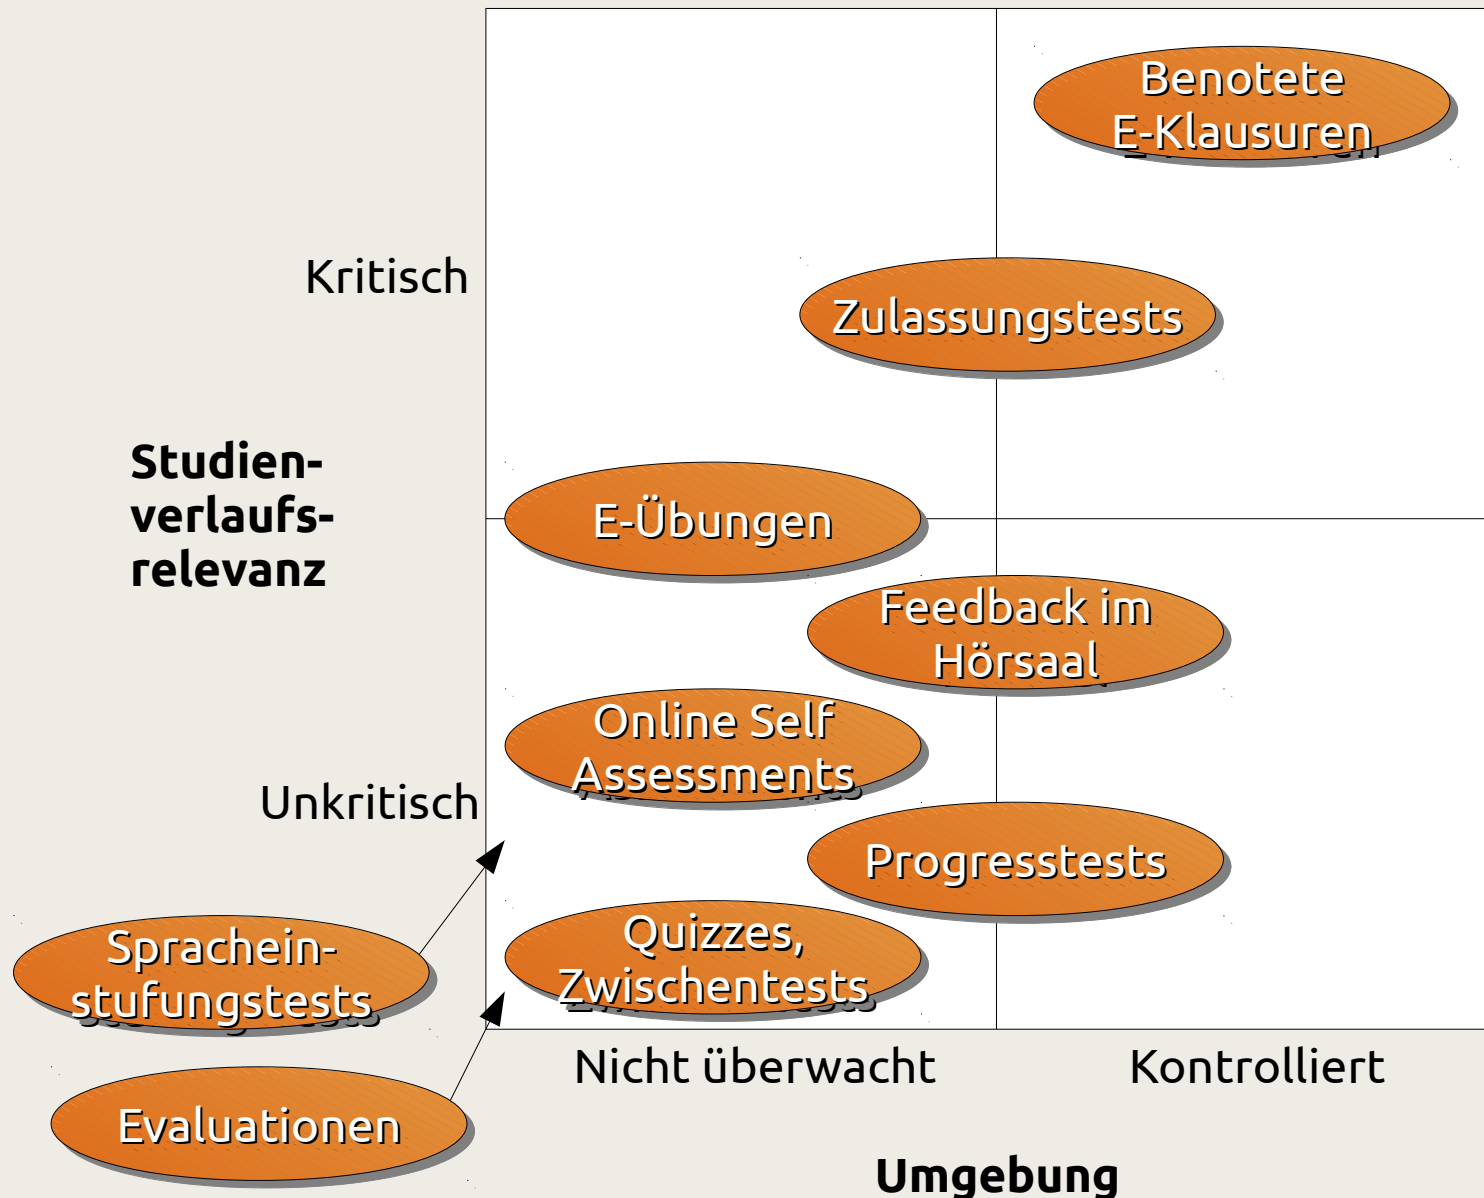 Benotete
E-Klausuren
Kritisch
Zulassungstests
Studien-
verlaufs-
relevanz
E-Übungen
Feedback im
Hörsaal
Online Self
Assessments
Unkritisch
Progresstests
Sprachein-
stufungstests
Quizzes,
Zwischentests
Evaluationen
Nicht überwacht
Kontrolliert
Umgebung